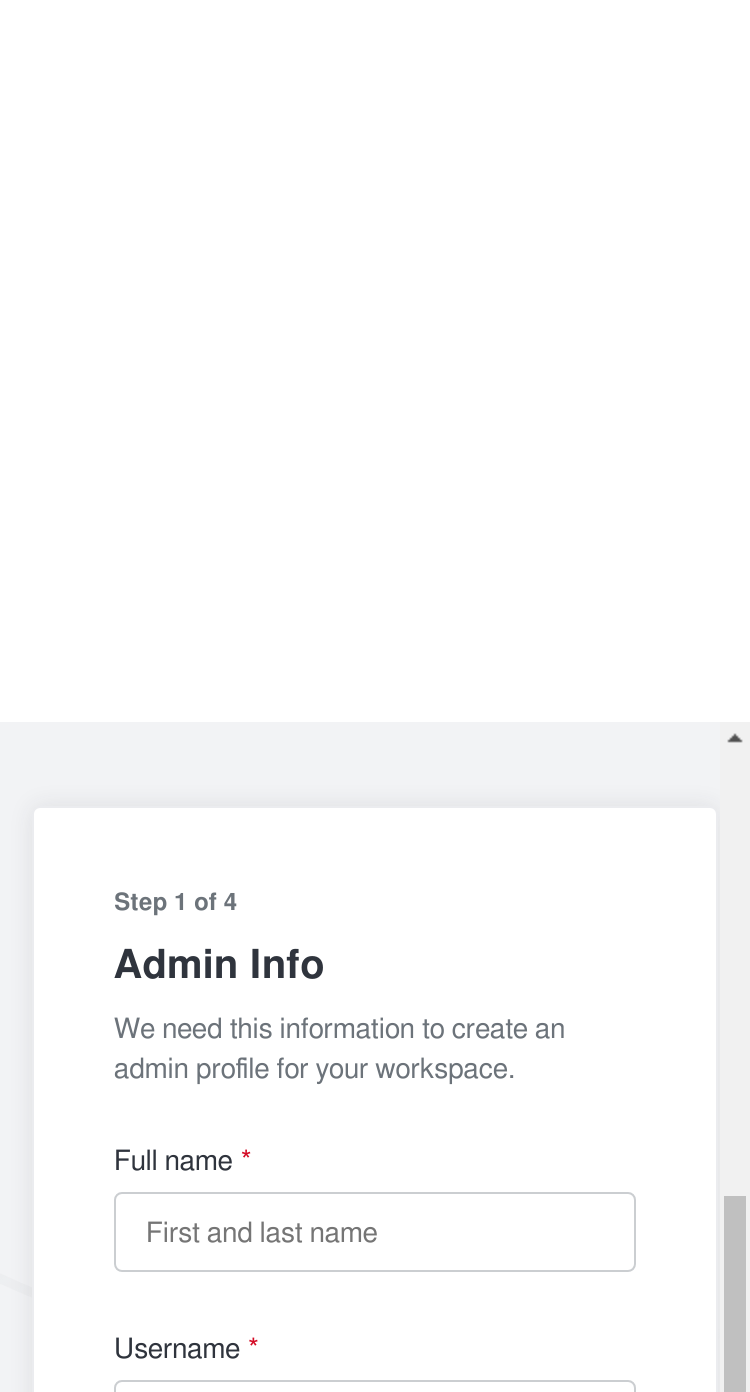 Step 1 of 4
Admin Info
We need this information to create an
admin profile for your workspace.
Full name *
First and last name
Username *